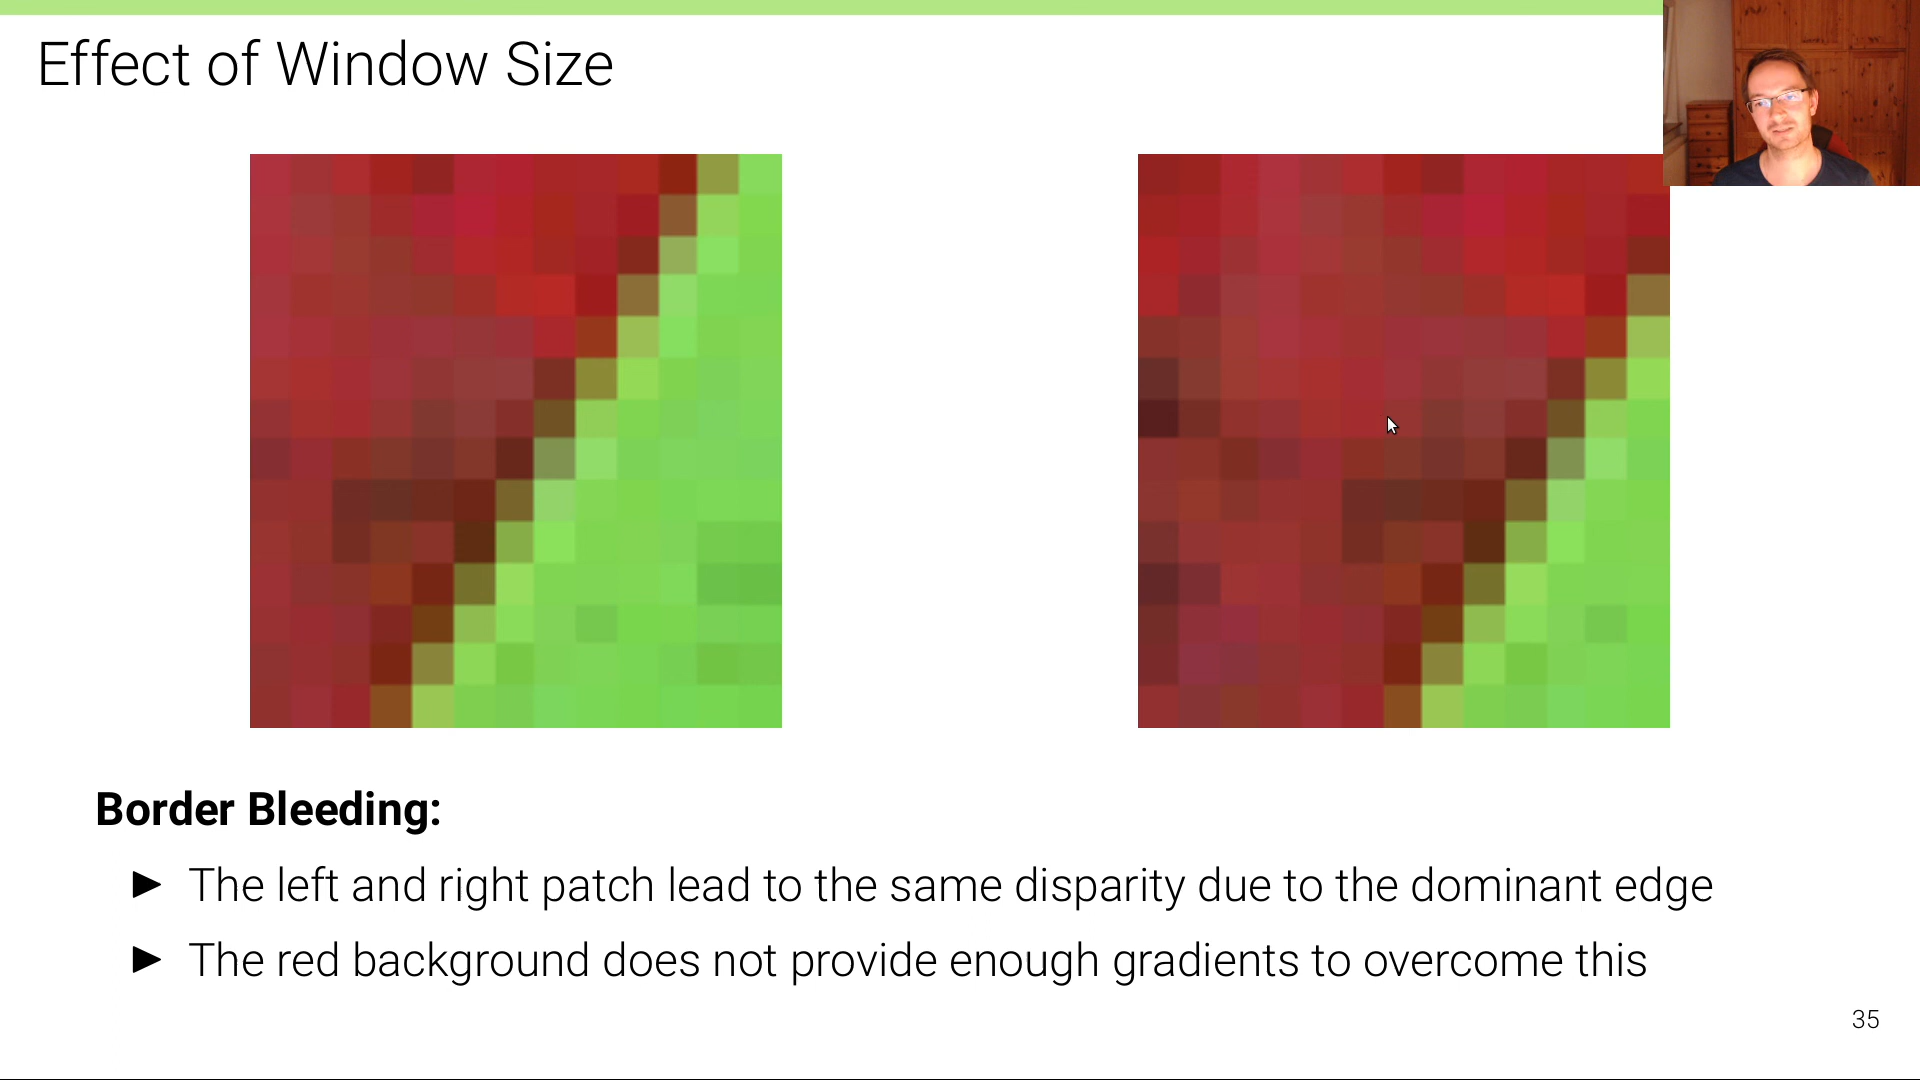 Effect of Window Size
Border Bleeding:
► The left and right patch lead to the same disparity due to the dominant edge
► The red background does not provide enough gradients to overcome this
35